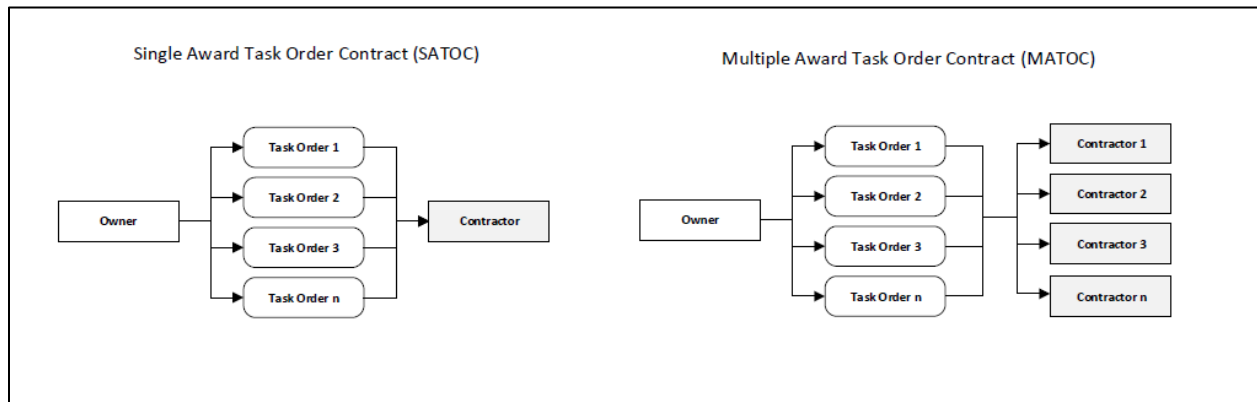 Single Award Task Order Contract (SATOC)
Owner
Task Order 1
Task Order 2
Task Order 3
Task Order n
Contractor
Multiple Award Task Order Contract (MATOC)
Owner
Task Order 1
Task Order 2
Task Order 3
Task Order n
Contractor 1
Contractor 2
Contractor 3
Contractor n